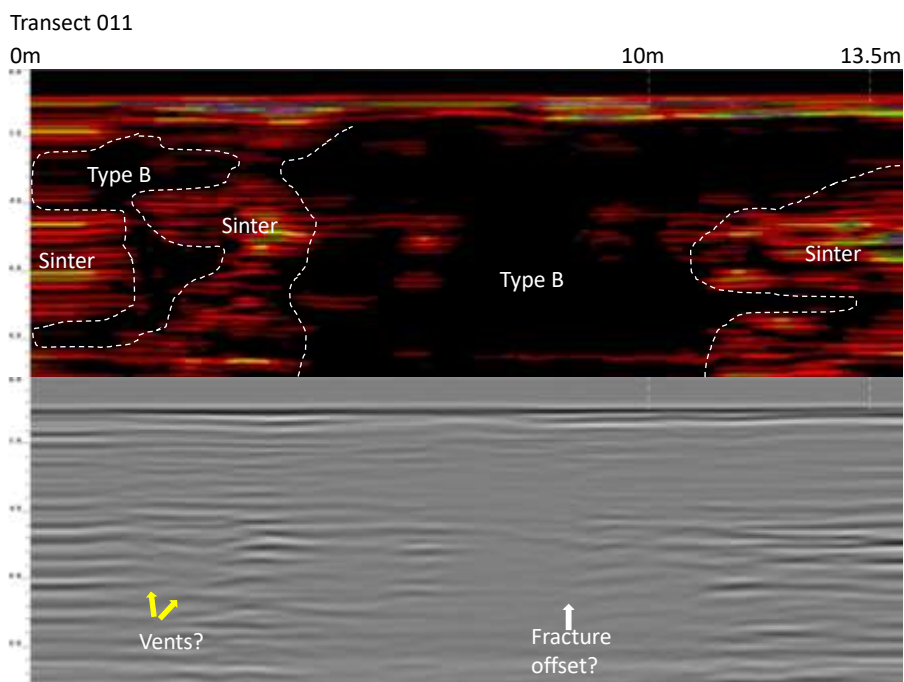 Transect 011
0m 10m 13.5m
Type B
Sinter
Sinter
Sinter
Type B
Vents?
Fracture
offset?